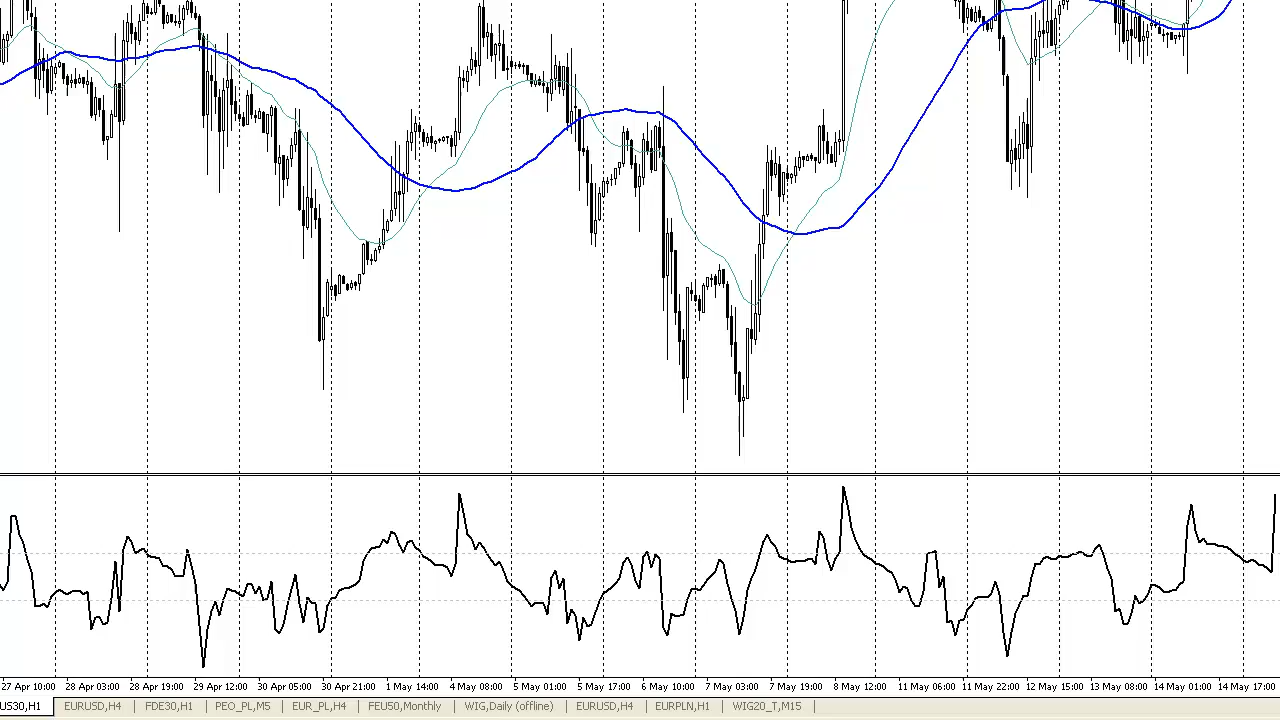 27 Apr 10:00 28 Apr 03:00 28 Apr 19:00 29 Apr 12:00 30 Apr 05:00 30 Apr 21:00 1 May 14:00 4 May 08:00 5 May 01:00 5 May 17:00 6 May 10:00 7 May 03:00 7 May 19:00 8 May 12:00 11 May 06:00 11 May 22:00 12 May 15:00 13 May 08:00 14 May 01:00 14 May 17:00
US30,H1 EURUSD,H4 FDE30,H1 PEO_PL,M5 EUR_PL,H4 FEU50,Monthly WIG,Daily (offline) EURUSD,H4 EURPLN,H1 WIG20_T,M15